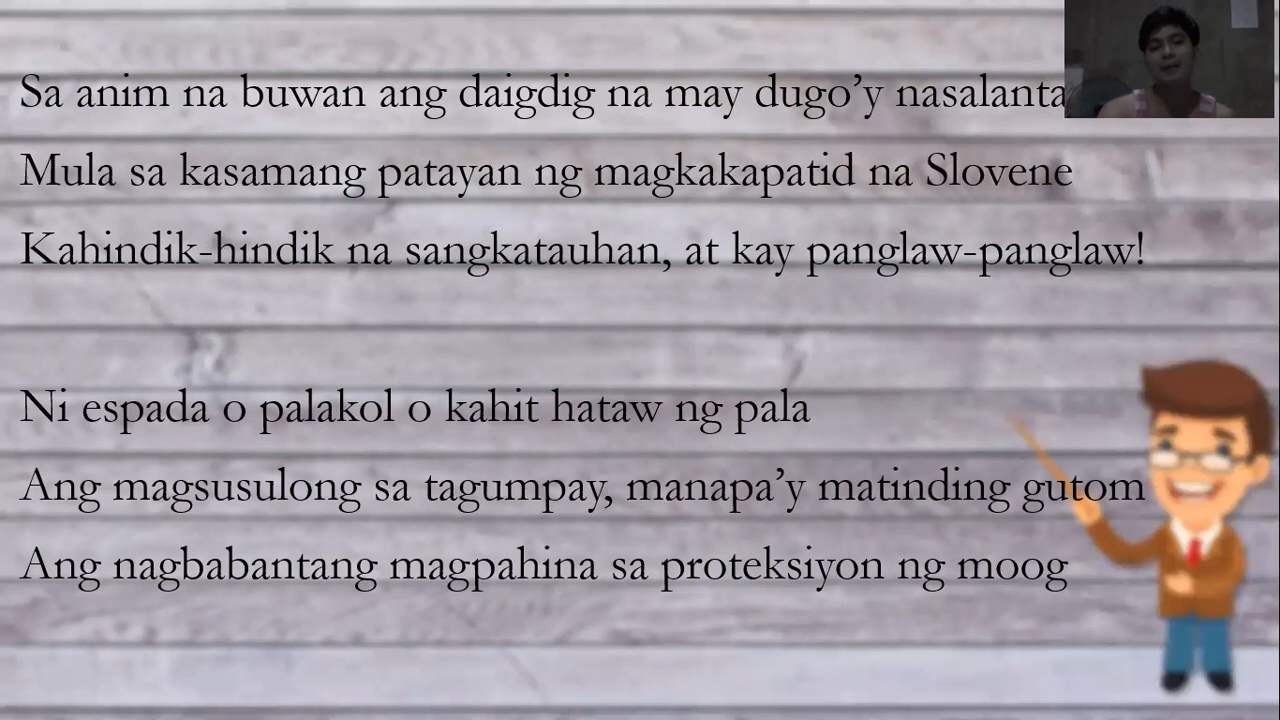 Sa anim na buwan ang daigdig na may dugo’y nasalanta
Mula sa kasamang patayan ng magkakapatid na Slovene
Kahindik-hindik na sangkatauhan, at kay panglaw-panglaw!
Ni espada o palakol o kahit hataw ng pala
Ang magsusulong sa tagumpay, manapa’y matinding gutom
Ang nagbabantang magpahina sa proteksiyon ng moog